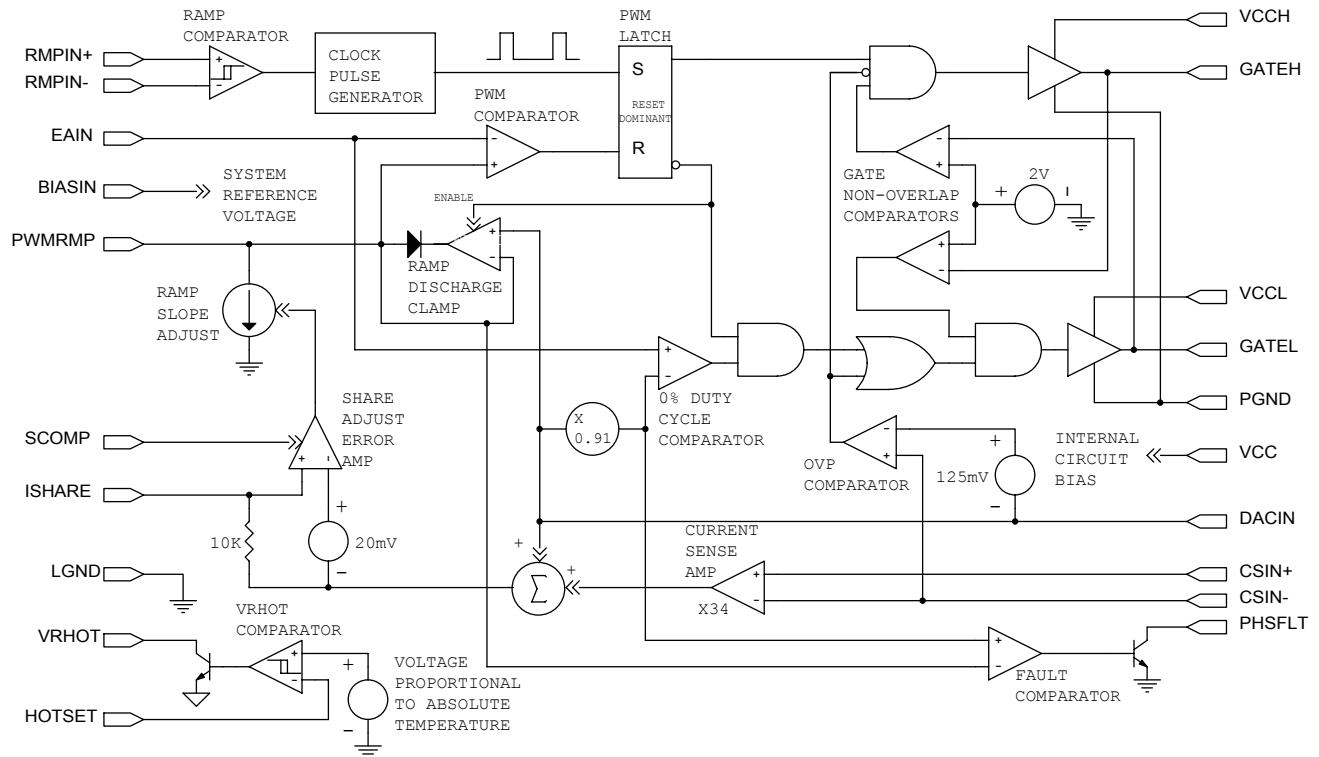 RAMP
COMPARATOR
PWM
LATCH
VCCH
RMPIN+
RMPIN-
+
-
CLOCK
PULSE
GENERATOR
S
RESET
DOMINANT
R
GATEH
PWM
COMPARATOR
EAIN
-
+
BIASIN
SYSTEM
REFERENCE
VOLTAGE
ENABLE
-
+
GATE
NON-OVERLAP
COMPARATORS
+
2V
-
PWMRMP
+
-
RAMP
DISCHARGE
CLAMP
+
-
RAMP
SLOPE
ADJUST
VCCL
GATEL
+
-
0% DUTY
CYCLE
COMPARATOR
PGND
SHARE
ADJUST
ERROR
AMP
X
0.91
SCOMP
+
-
-
+
OVP
COMPARATOR
+
125mV
-
INTERNAL
CIRCUIT
BIAS
VCC
ISHARE
10K
+
20mV
-
DACIN
CURRENT
SENSE
AMP
X34
+
-
+
Σ
+
CSIN+
CSIN-
LGND
PHSFLT
VRHOT
COMPARATOR
VRHOT
+
-
+
-
VOLTAGE
PROPORTIONAL
TO ABSOLUTE
TEMPERATURE
+
-
FAULT
COMPARATOR
HOTSET